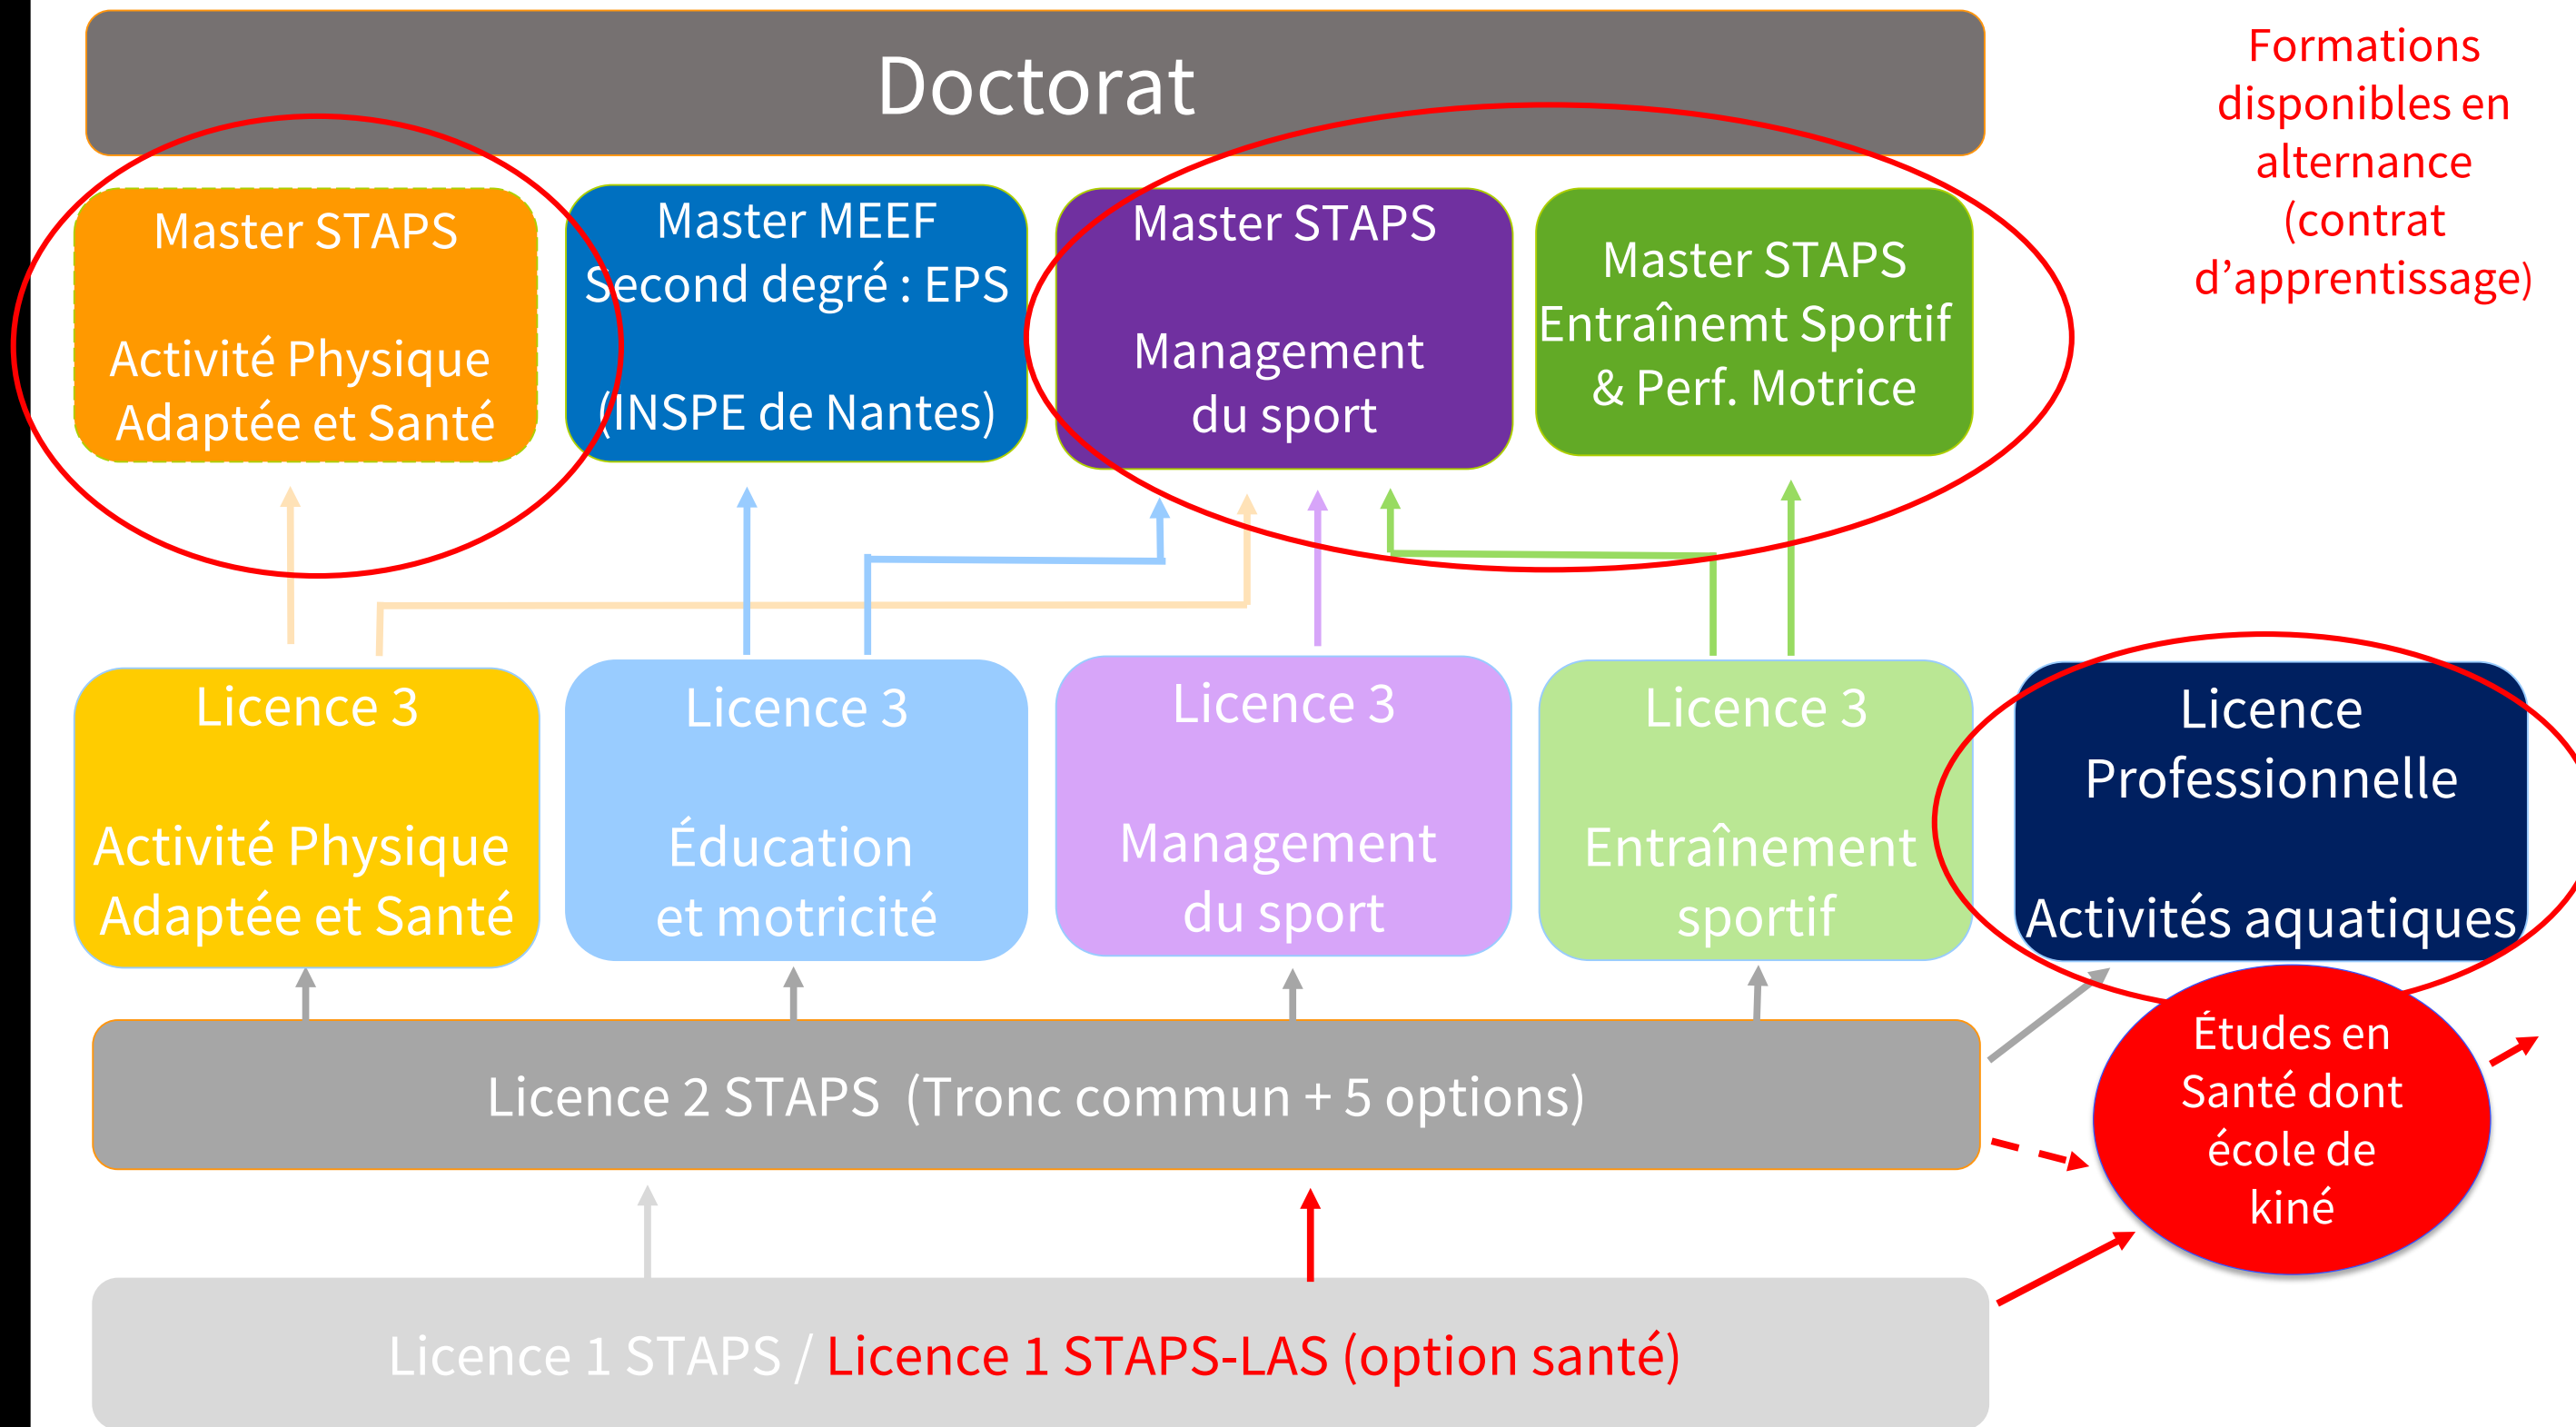 Doctorat
Formations
disponibles en
alternance
(contrat
d’apprentissage)
Master STAPS
Activité Physique
Adaptée et Santé
Master MEEF
Second degré : EPS
(INSPE de Nantes)
Master STAPS
Management
du sport
Master STAPS
Entraînemt Sportif
& Perf. Motrice
Licence 3
Activité Physique
Adaptée et Santé
Licence 3
Éducation
et motricité
Licence 3
Management
du sport
Licence 3
Entraînement
sportif
Licence
Professionnelle
Activités aquatiques
Licence 2 STAPS  (Tronc commun + 5 options)
Études en
Santé dont
école de
kiné
Licence 1 STAPS / Licence 1 STAPS-LAS (option santé)